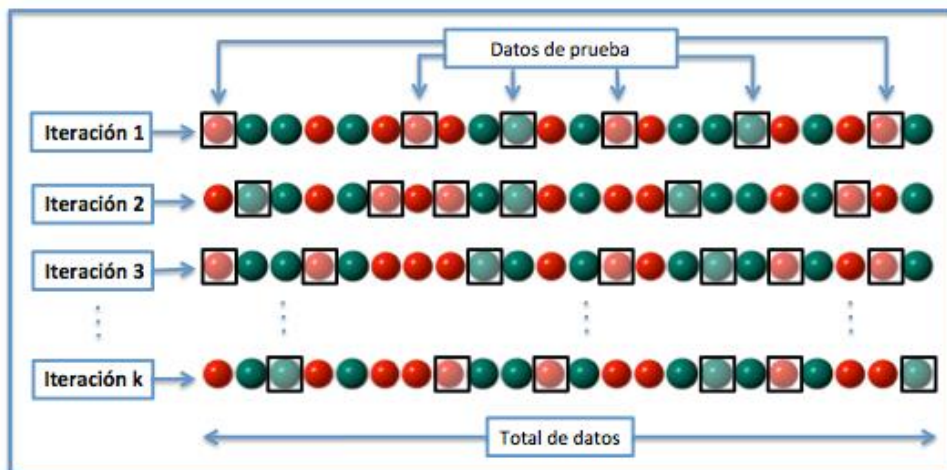 Datos de prueba
Iteración 1
Iteración 2
Iteración 3
Iteración k
Total de datos